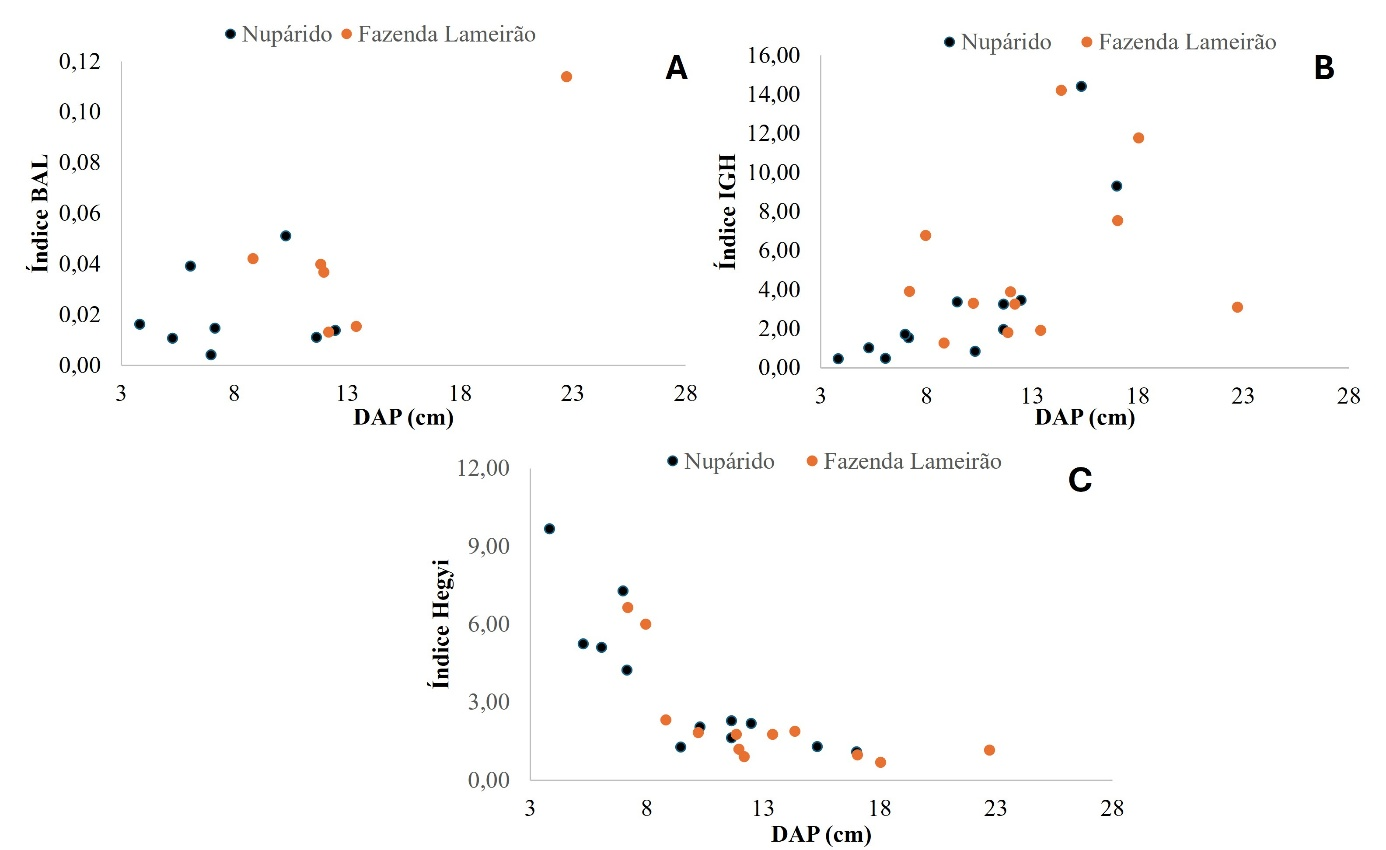 Nupárido Fazenda Lameirão
A
Índice BAL
0,12
0,10
0,08
0,06
0,04
0,02
0,00
3 8 13 18 23 28
DAP (cm)
Nupárido Fazenda Lameirão
B
Índice IGH
16,00
14,00
12,00
10,00
8,00
6,00
4,00
2,00
0,00
3 8 13 18 23 28
DAP (cm)
Nupárido Fazenda Lameirão
C
Índice Hegyi
12,00
9,00
6,00
3,00
0,00
3 8 13 18 23 28
DAP (cm)